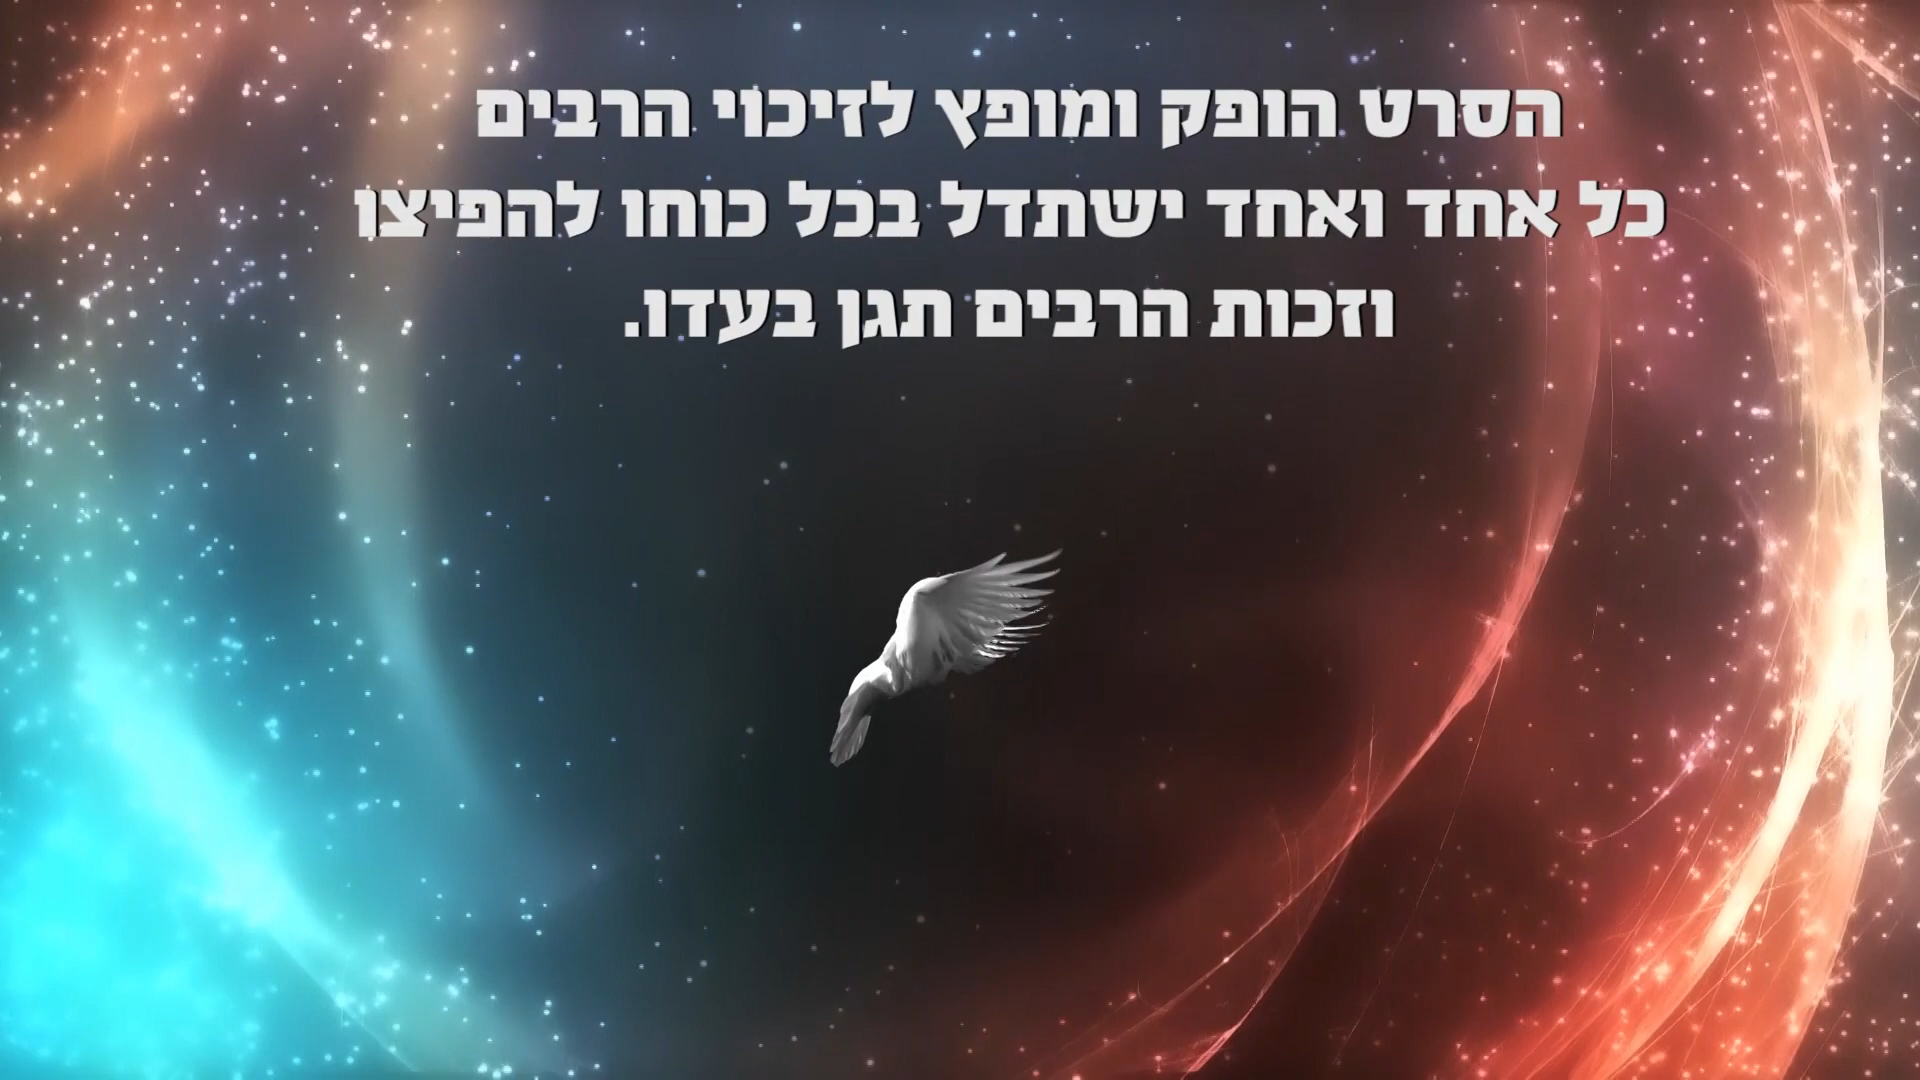 הסרט הופק ומופץ לזיכוי הרבים
כל אחד ואחד ישתדל בכל כוחו להפיצו
וזכות הרבים תגן בעדו.